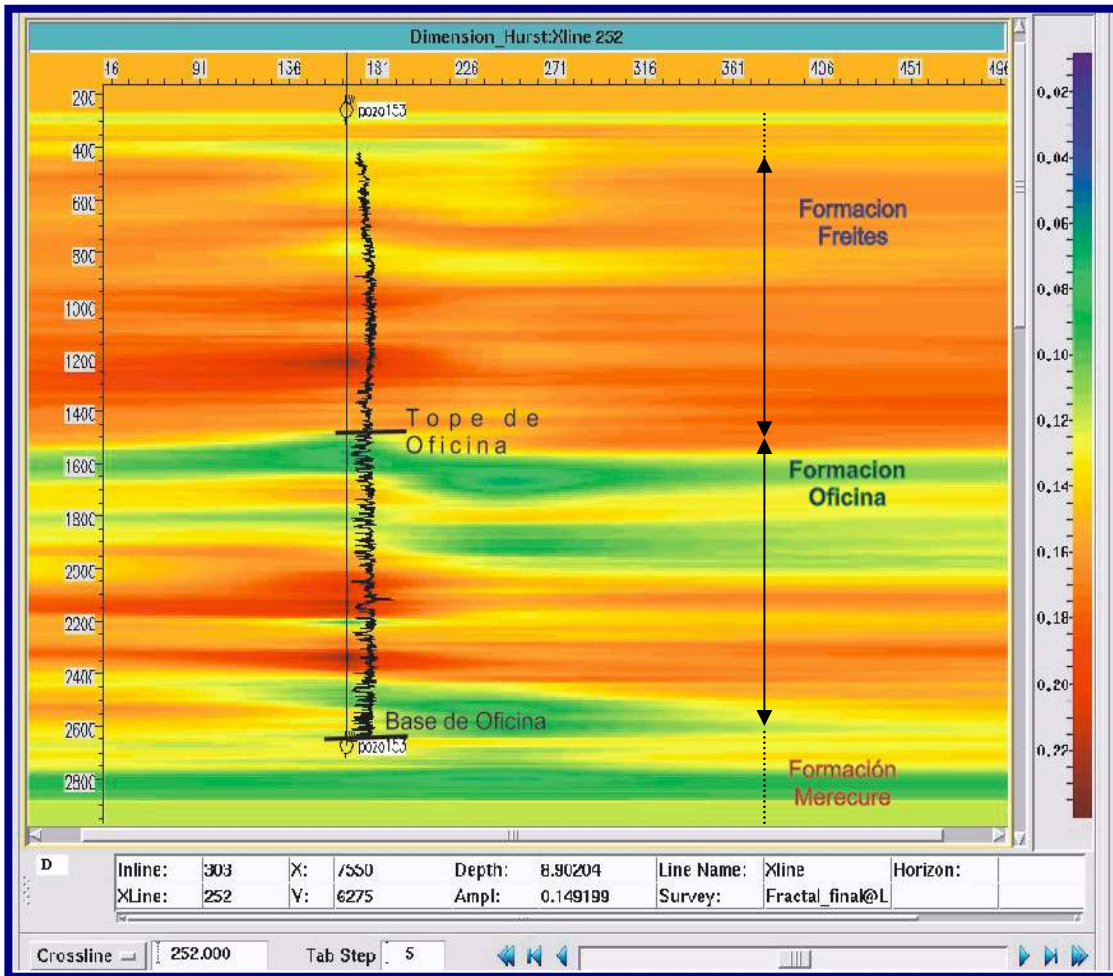 Dimension_Hurst:Xline 252
16 91 136 181 226 271 316 361 406 451 496
200
400
600
800
1000
1200
1400
1600
1800
2000
2200
2400
2600
2800
pozo153
Formacion
Freites
Tope de
Oficina
Formacion
Oficina
Base de Oficina
pozo153
Formación
Merecure
0.02
0.04
0.06
0.08
0.10
0.12
0.14
0.16
0.18
0.20
0.22
D
Inline: 303 X: 7550 Depth: 8.90204 Line Name: Xline Horizon:
XLine: 252 Y: 6275 Ampl: 0.149199 Survey: Fractal_final@L
Crossline 252.000 Tab Step 5